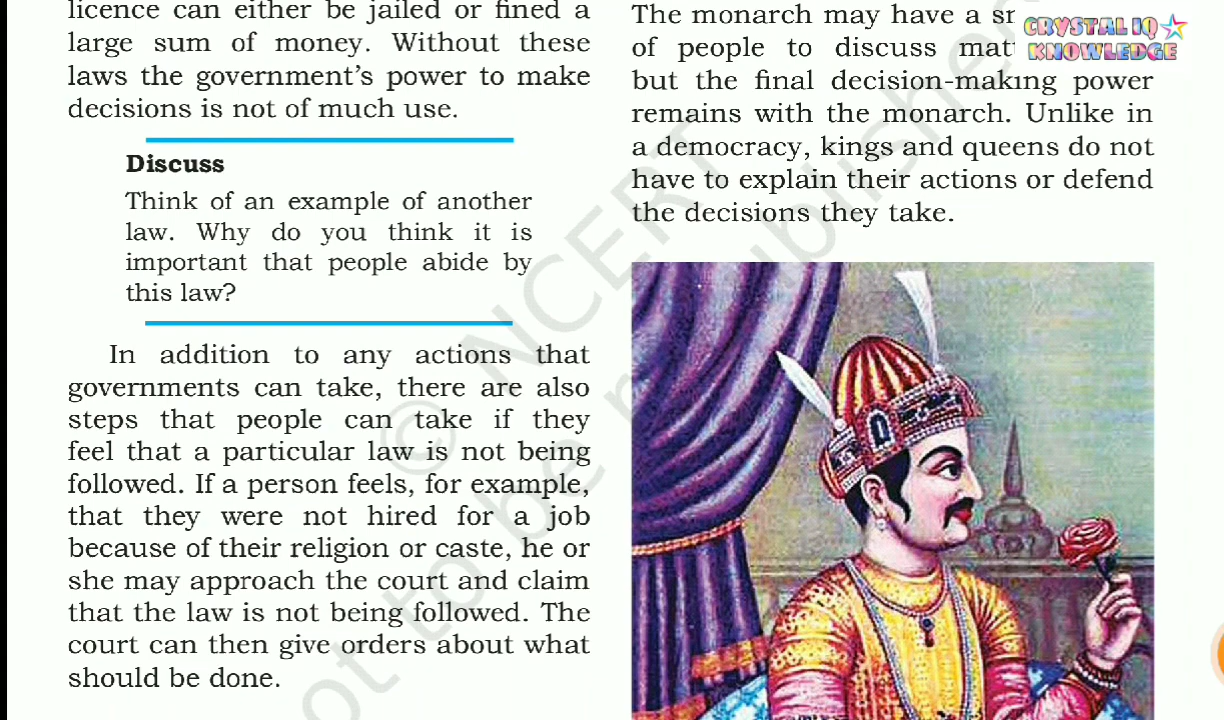 licence can either be jailed or fined a
large sum of money. Without these
laws the government's power to make
decisions is not of much use.
Discuss
Think of an example of another
law. Why do you think it is
important that people abide by
this law?
In addition to any actions that
governments can take, there are also
steps that people can take if they
feel that a particular law is not being
followed. If a person feels, for example,
that they were not hired for a job
because of their religion or caste, he or
she may approach the court and claim
that the law is not being followed. The
court can then give orders about what
should be done.
The monarch may have a
of people to discuss
but the final decision-making power
remains with the monarch. Unlike in
a democracy, kings and queens do not
have to explain their actions or defend
the decisions they take.
CRYSTAL IQ
KNOWLEDGE
© NCERT
not to be republished